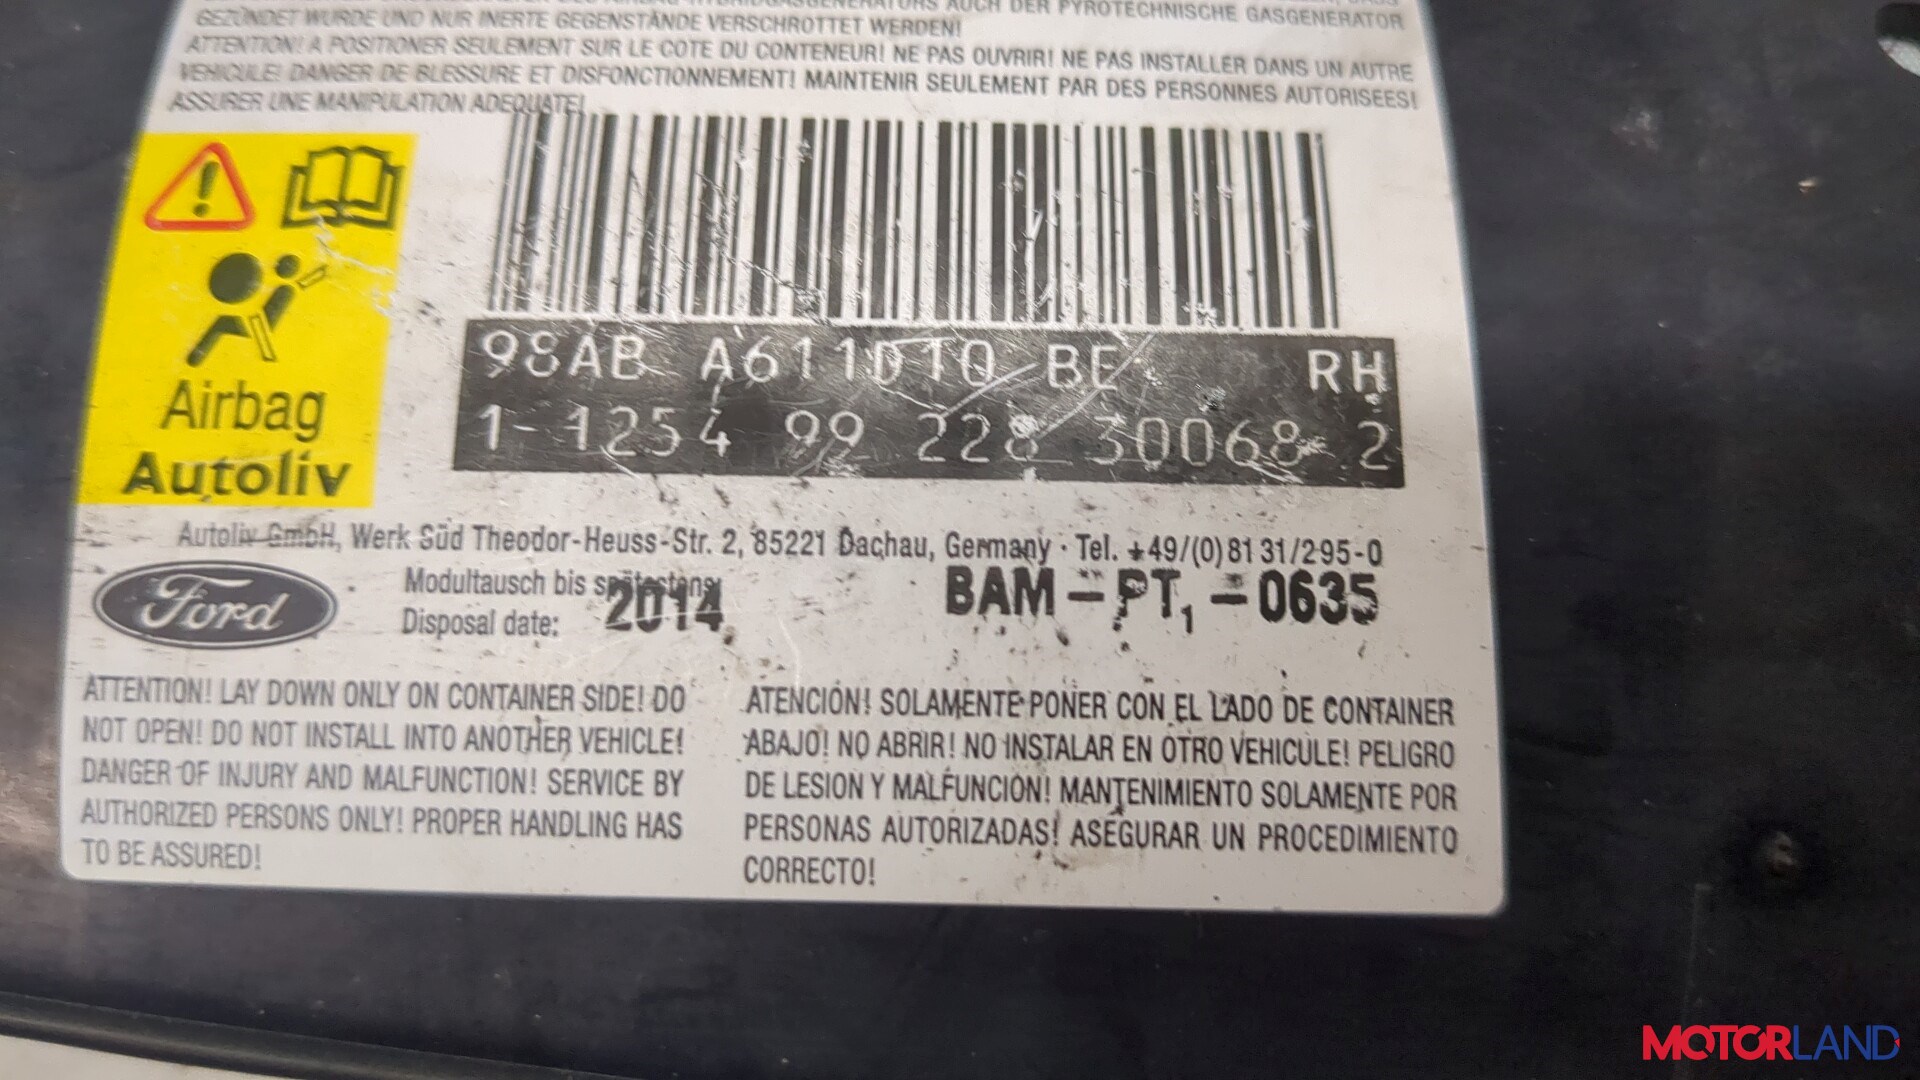 AUCH DER PYROTECHNISCHE GASGENERATOR
GEZÜNDET WURDE UND NUR INERTE GEGENSTÄNDE VERSCHROTTET WERDEN!
ATTENTION! A POSITIONER SEULEMENT SUR LE COTE DU CONTENEUR! NE PAS OUVRIR! NE PAS INSTALLER DANS UN AUTRE
VEHICULE! DANGER DE BLESSURE ET DISFONCTIONNEMENT! MAINTENIR SEULEMENT PAR DES PERSONNES AUTORISEES!
ASSURER UNE MANIPULATION ADEQUATE!
98AB A611D10 BE RH
1-1254 99 228 30068 2
Airbag
Autoliv
Autoliv GmbH, Werk Süd Theodor-Heuss-Str. 2, 85221 Dachau, Germany · Tel. +49/(0)8131/295-0
Ford
Modultausch bis spätestens:
Disposal date: 2014
BAM-PT1-0635
ATTENTION! LAY DOWN ONLY ON CONTAINER SIDE! DO
NOT OPEN! DO NOT INSTALL INTO ANOTHER VEHICLE!
DANGER OF INJURY AND MALFUNCTION! SERVICE BY
AUTHORIZED PERSONS ONLY! PROPER HANDLING HAS
TO BE ASSURED!
ATENCIÓN! SOLAMENTE PONER CON EL LADO DE CONTAINER
ABAJO! NO ABRIR! NO INSTALAR EN OTRO VEHICULE! PELIGRO
DE LESION Y MALFUNCIÓN! MANTENIMIENTO SOLAMENTE POR
PERSONAS AUTORIZADAS! ASEGURAR UN PROCEDIMIENTO
CORRECTO!
MOTORLAND